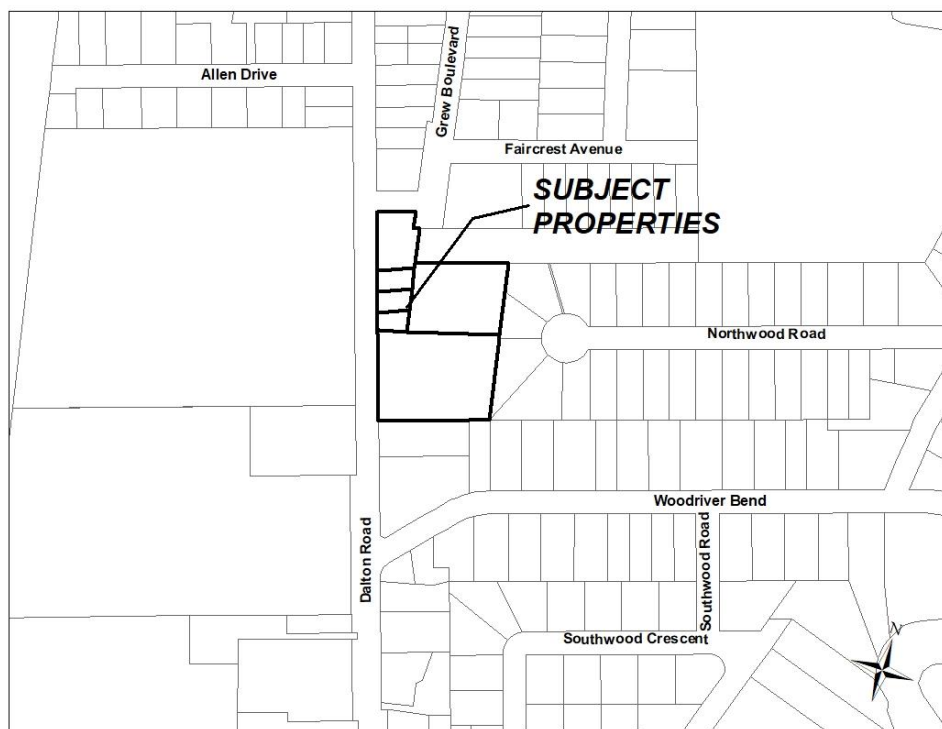 Allen Drive
Grew Boulevard
Faircrest Avenue
SUBJECT
PROPERTIES
Northwood Road
Woodriver Bend
Dalton Road
Southwood Road
Southwood Crescent
N